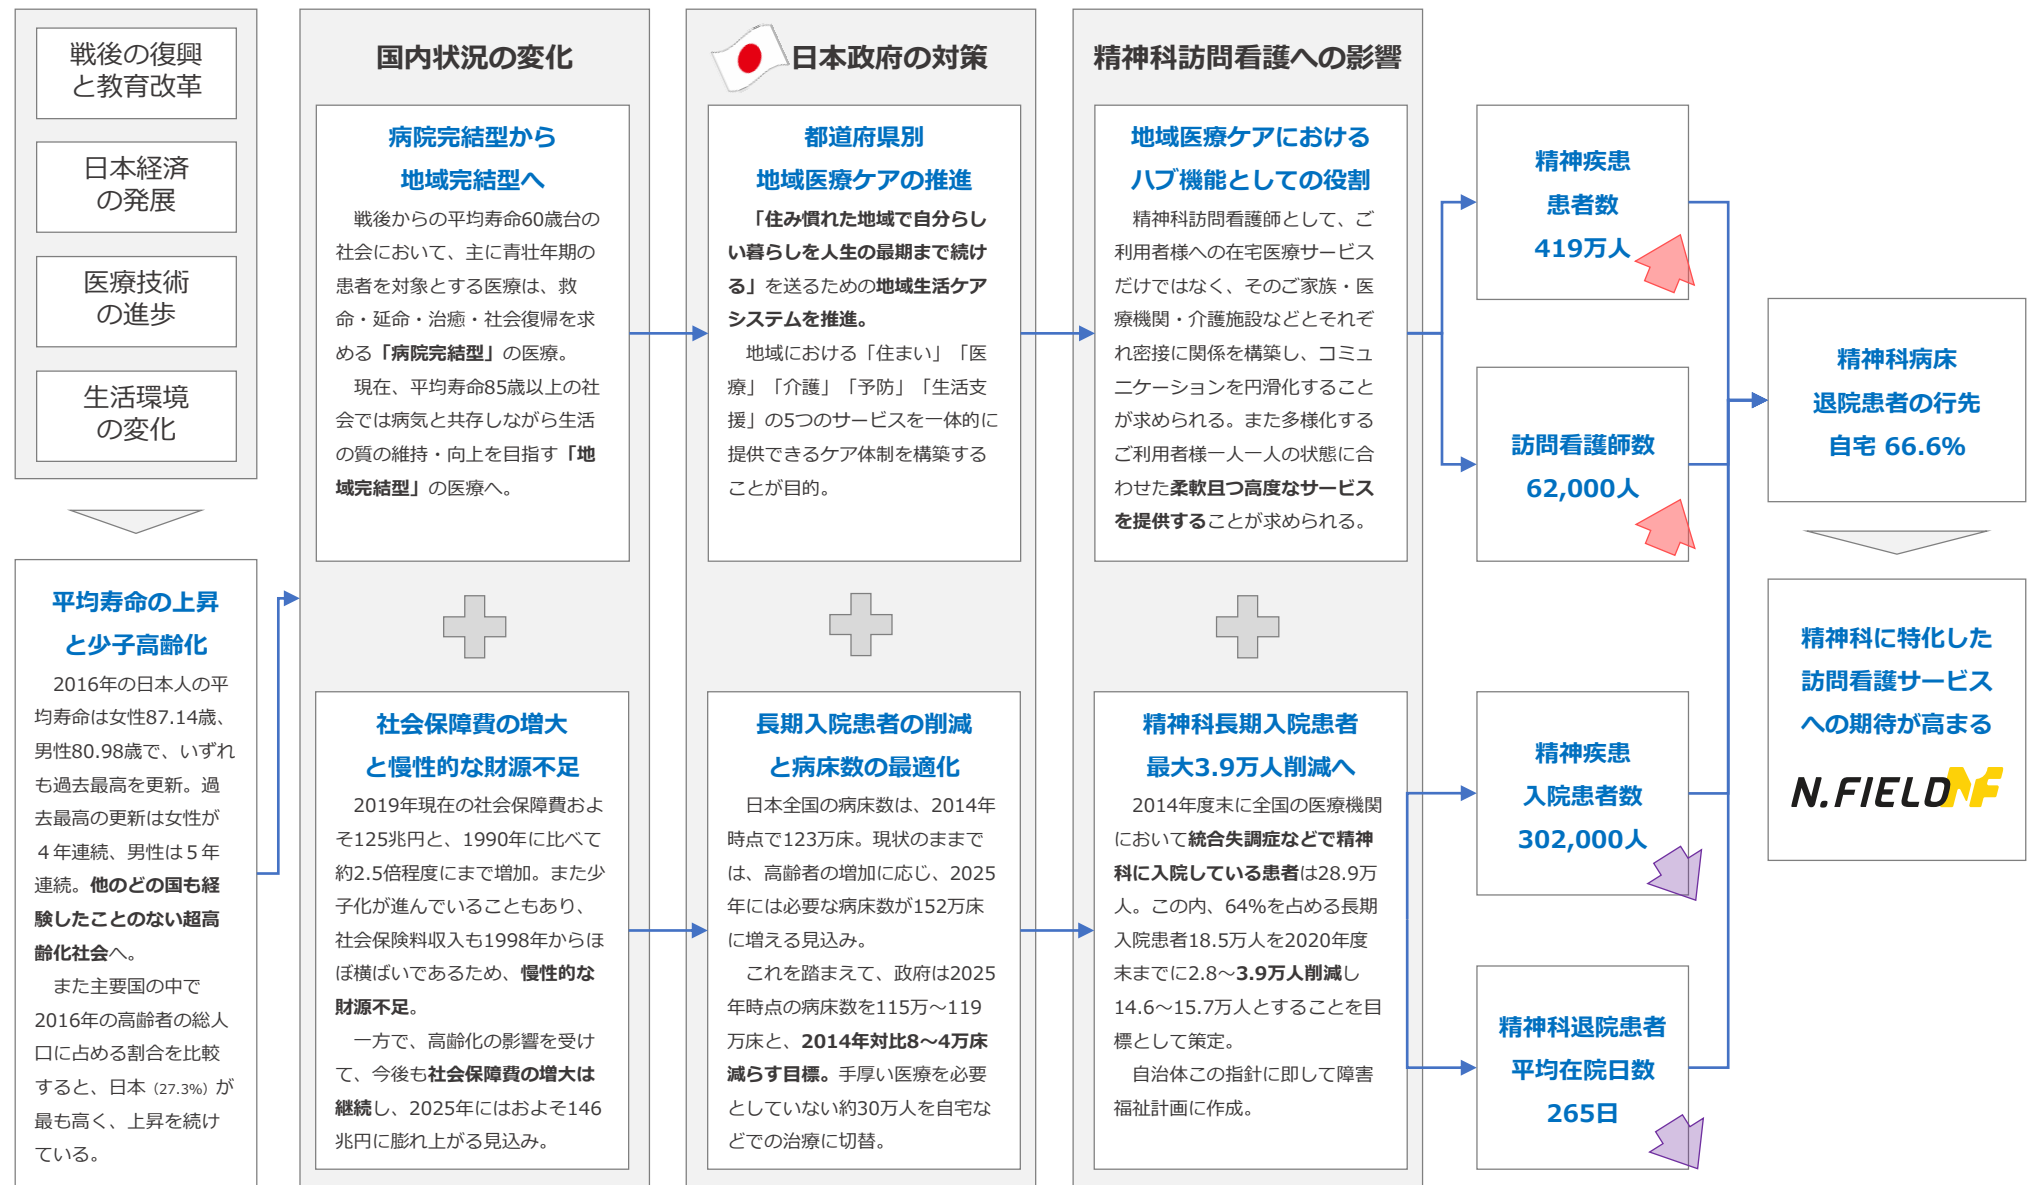 戦後の復興
と教育改革
日本経済
の発展
医療技術
の進歩
生活環境
の変化
平均寿命の上昇
と少子高齢化
2016年の日本人の平
均寿命は女性87.14歳、
男性80.98歳で、いずれ
も過去最高を更新。過
去最高の更新は女性が
４年連続、男性は５年
連続。他のどの国も経
験したことのない超高
齢化社会へ。
また主要国の中で
2016年の高齢者の総人
口に占める割合を比較
すると、日本（27.3%）が
最も高く、上昇を続け
ている。
国内状況の変化
病院完結型から
地域完結型へ
戦後からの平均寿命60歳台の
社会において、主に青壮年期の
患者を対象とする医療は、救
命・延命・治癒・社会復帰を求
める「病院完結型」の医療。
現在、平均寿命85歳以上の社
会では病気と共存しながら生活
の質の維持・向上を目指す「地
域完結型」の医療へ。
社会保障費の増大
と慢性的な財源不足
2019年現在の社会保障費およ
そ125兆円と、1990年に比べて
約2.5倍程度にまで増加。また少
子化が進んでいることもあり、
社会保険料収入も1998年からほ
ぼ横ばいであるため、慢性的な
財源不足。
一方で、高齢化の影響を受け
て、今後も社会保障費の増大は
継続し、2025年にはおよそ146
兆円に膨れ上がる見込み。
日本政府の対策
都道府県別
地域医療ケアの推進
「住み慣れた地域で自分らし
い暮らしを人生の最期まで続け
る」を送るための地域生活ケア
システムを推進。
地域における「住まい」「医
療」「介護」「予防」「生活支
援」の5つのサービスを一体的に
提供できるケア体制を構築する
ことが目的。
長期入院患者の削減
と病床数の最適化
日本全国の病床数は、2014年
時点で123万床。現状のままで
は、高齢者の増加に応じ、2025
年には必要な病床数が152万床
に増える見込み。
これを踏まえて、政府は2025
年時点の病床数を115万～119
万床と、2014年対比8～4万床
減らす目標。手厚い医療を必要
としていない約30万人を自宅な
どでの治療に切替。
精神科訪問看護への影響
地域医療ケアにおける
ハブ機能としての役割
精神科訪問看護師として、ご
利用者様への在宅医療サービス
だけではなく、そのご家族・医
療機関・介護施設などとそれぞ
れ密接に関係を構築し、コミュ
ニケーションを円滑化すること
が求められる。また多様化する
ご利用者様一人一人の状態に合
わせた柔軟且つ高度なサービス
を提供することが求められる。
精神科長期入院患者
最大3.9万人削減へ
2014年度末に全国の医療機関
において統合失調症などで精神
科に入院している患者は28.9万
人。この内、64%を占める長期
入院患者18.5万人を2020年度
末までに2.8～3.9万人削減し
14.6～15.7万人とすることを目
標として策定。
自治体この指針に即して障害
福祉計画に作成。
精神疾患
患者数
419万人
訪問看護師数
62,000人
精神疾患
入院患者数
302,000人
精神科退院患者
平均在院日数
265日
精神科病床
退院患者の行先
自宅 66.6%
精神科に特化した
訪問看護サービス
への期待が高まる
N.FIELD NF